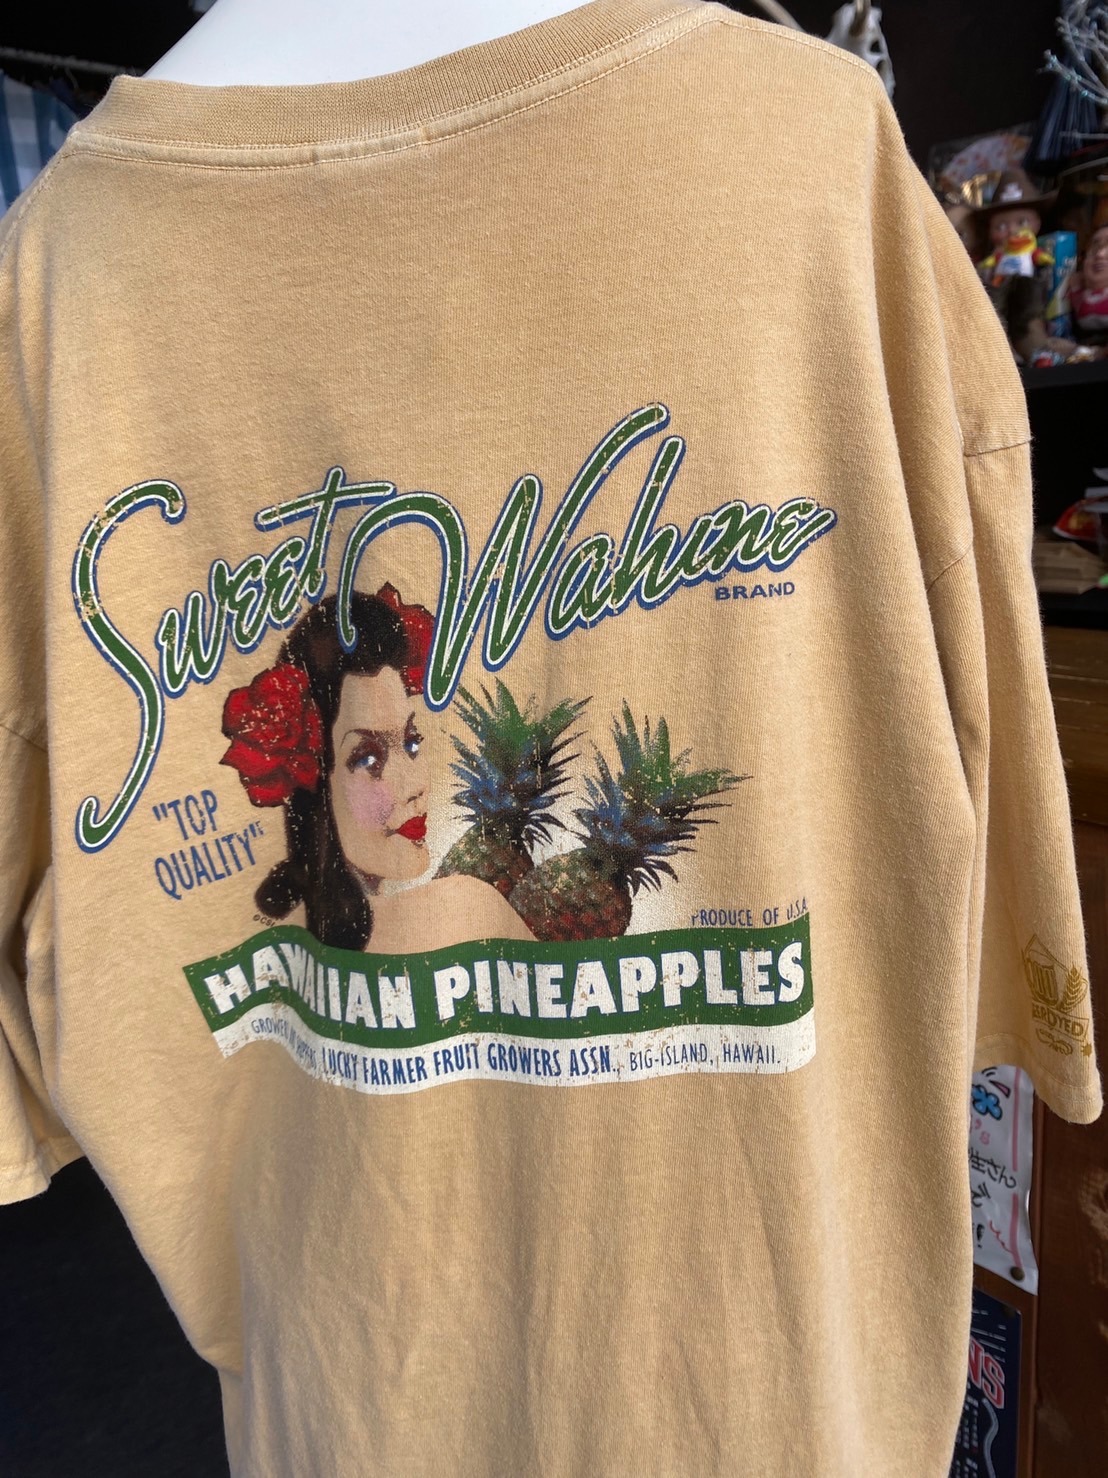 Sweet Wahine
BRAND
"TOP
QUALITY"
PRODUCE OF U.S.A
HAWAIIAN PINEAPPLES
LUCKY FARMER FRUIT GROWERS ASSN., BIG-ISLAND, HAWAII.